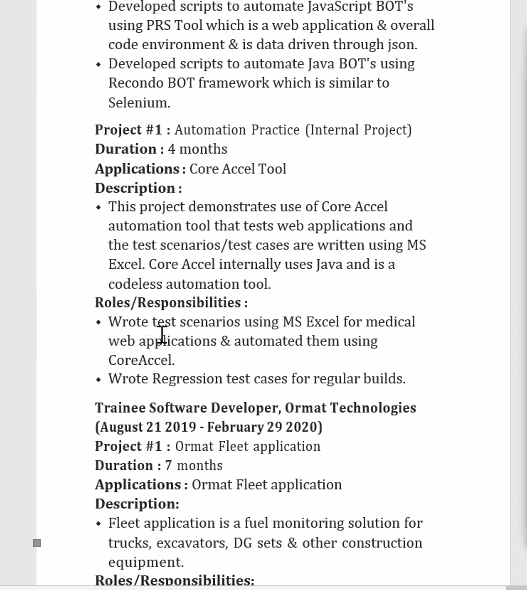 • Developed scripts to automate JavaScript BOT's
using PRS Tool which is a web application & overall
code environment & is data driven through json.
• Developed scripts to automate Java BOT's using
Recondo BOT framework which is similar to
Selenium.
Project #1 : Automation Practice (Internal Project)
Duration : 4 months
Applications : Core Accel Tool
Description :
• This project demonstrates use of Core Accel
automation tool that tests web applications and
the test scenarios/test cases are written using MS
Excel. Core Accel internally uses Java and is a
codeless automation tool.
Roles/Responsibilities :
• Wrote test scenarios using MS Excel for medical
web applications & automated them using
CoreAccel.
• Wrote Regression test cases for regular builds.
Trainee Software Developer, Ormat Technologies
(August 21 2019 - February 29 2020)
Project #1 : Ormat Fleet application
Duration : 7 months
Applications : Ormat Fleet application
Description:
• Fleet application is a fuel monitoring solution for
trucks, excavators, DG sets & other construction
equipment.
Roles/Responsibilities: